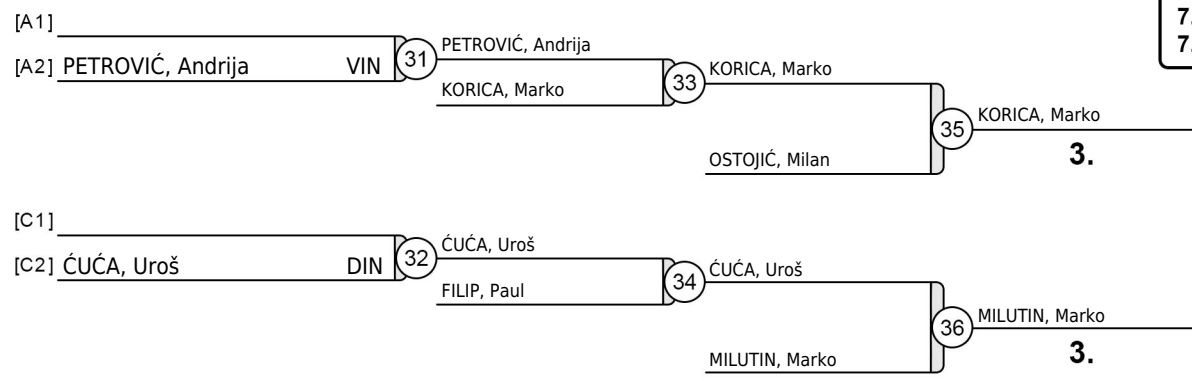 [A1]
[A2] PETROVIĆ, Andrija VIN
31
PETROVIĆ, Andrija
KORICA, Marko
33
KORICA, Marko
OSTOJIĆ, Milan
35
KORICA, Marko
3.
7.
7.
[C1]
[C2] ĆUĆA, Uroš DIN
32
ĆUĆA, Uroš
FILIP, Paul
34
ĆUĆA, Uroš
MILUTIN, Marko
36
MILUTIN, Marko
3.